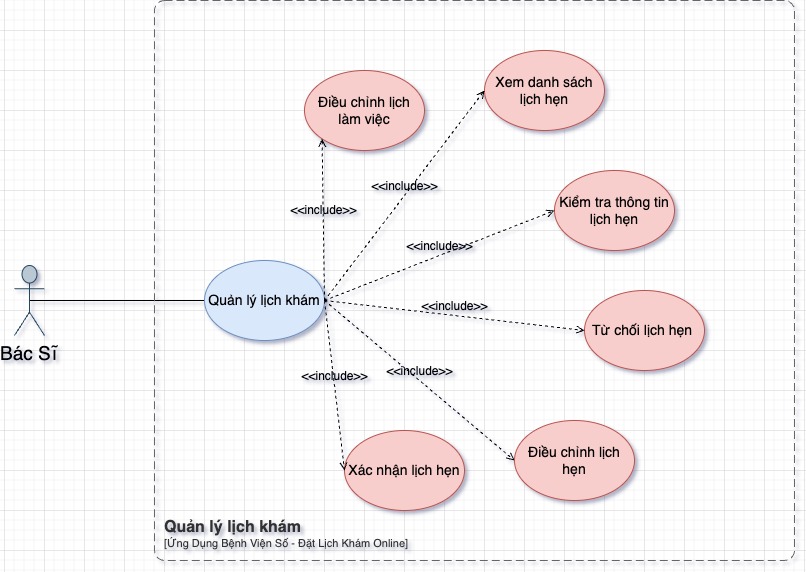 Xem danh sách
lịch hẹn
Điều chỉnh lịch
làm việc
<<include>>
Kiểm tra thông tin
lịch hẹn
<<include>>
<<include>>
Quản lý lịch khám
<<include>>
Từ chối lịch hẹn
Bác Sĩ
<<include>>
<<include>>
Điều chỉnh lịch
hẹn
Xác nhận lịch hẹn
Quản lý lịch khám
[Ứng Dụng Bệnh Viện Số - Đặt Lịch Khám Online]